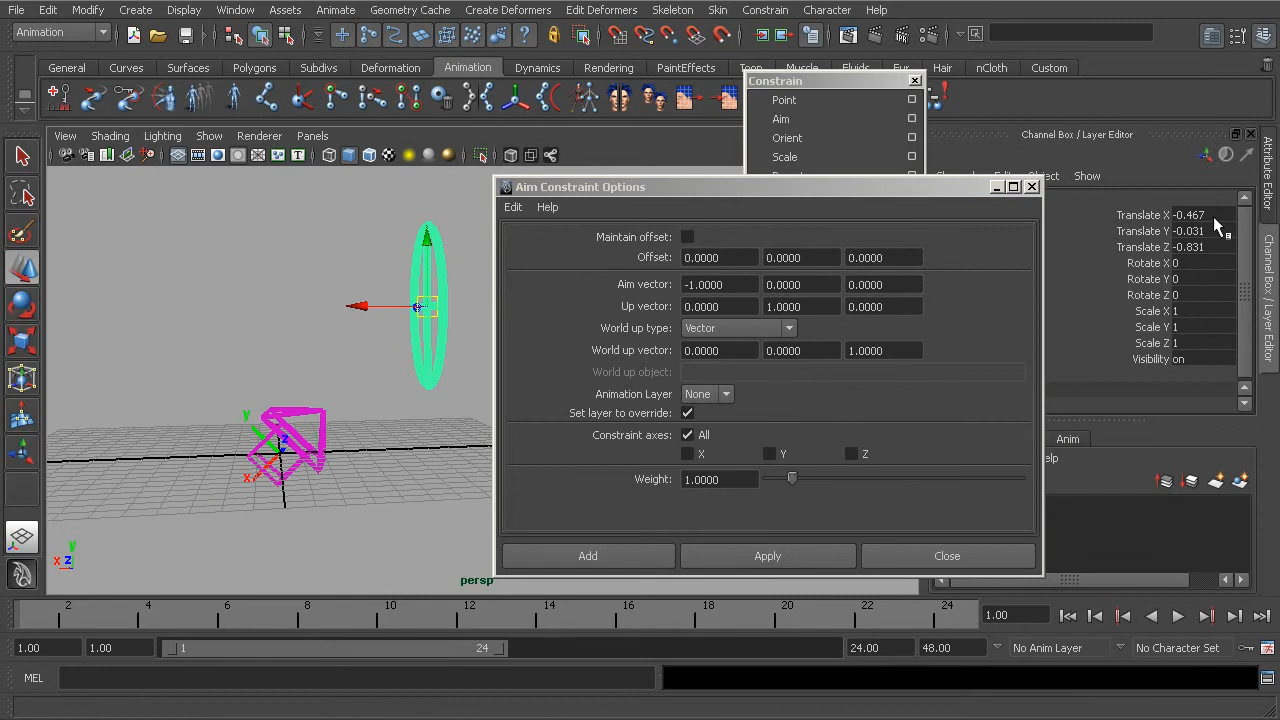 File Edit Modify Create Display Window Assets Animate Geometry Cache Create Deformers Edit Deformers Skeleton Skin Constrain Character Help
Animation
General Curves Surfaces Subdivs Polygons Deformation Animation Dynamics Rendering PaintEffects Muscle Fluids Fur Hair nCloth Custom
Constrain
Point
Aim
Orient
Scale
View Shading Lighting Show Renderer Panels
Channel Box / Layer Editor
Object Show
Aim Constraint Options
Edit Help
Maintain offset:
Offset: 0.0000 0.0000 0.0000
Aim vector: -1.0000 0.0000 0.0000
Up vector: 0.0000 1.0000 0.0000
World up type: Vector
World up vector: 0.0000 0.0000 1.0000
World up object:
Animation Layer None
Set layer to override:
Constraint axes: All
X Y Z
Weight: 1.0000
Add Apply Close
Translate X -0.467
Translate Y -0.031
Translate Z -0.831
Rotate X 0
Rotate Y 0
Rotate Z 0
Scale X 1
Scale Y 1
Scale Z 1
Visibility on
Attribute Editor
Channel Box / Layer Editor
Anim
elp
y
z
x
y
x z
persp
2 4 6 8 10 12 14 16 18 20 22 24 1.00
1.00 1.00 1 24 24.00 48.00 No Anim Layer No Character Set
MEL